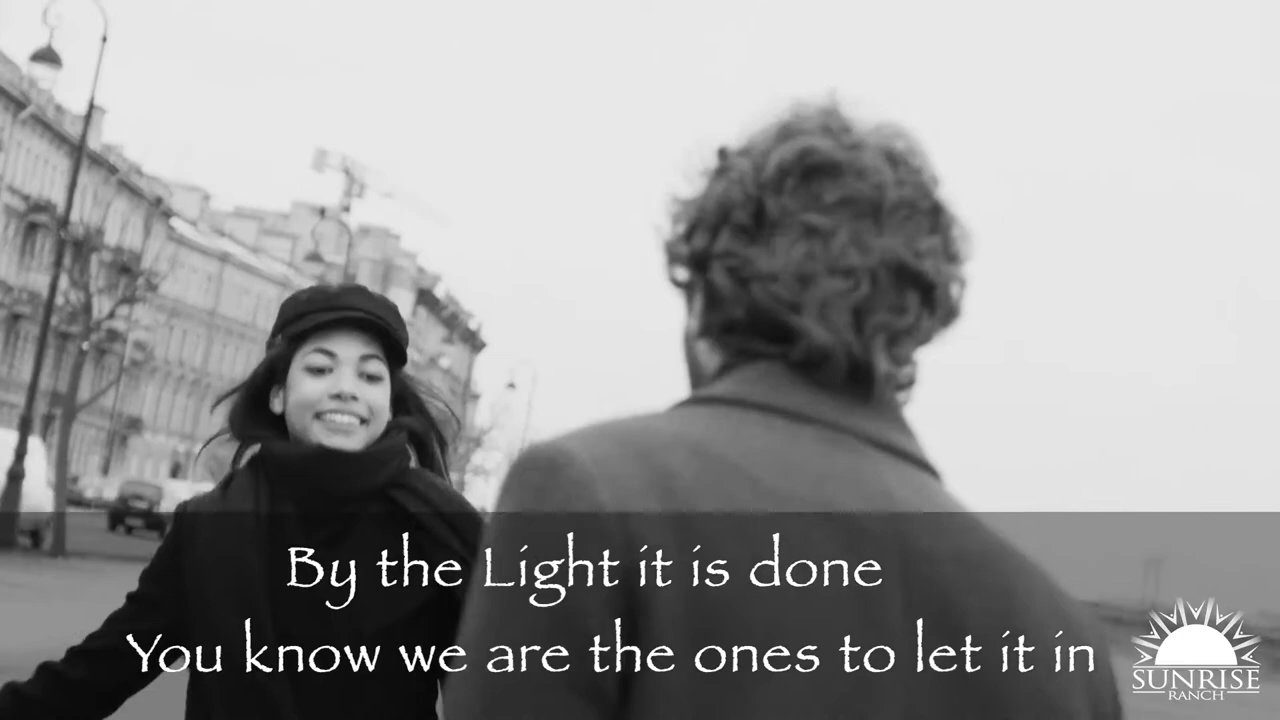 By the Light it is done
You know we are the ones to let it in
SUNRISE
RANCH